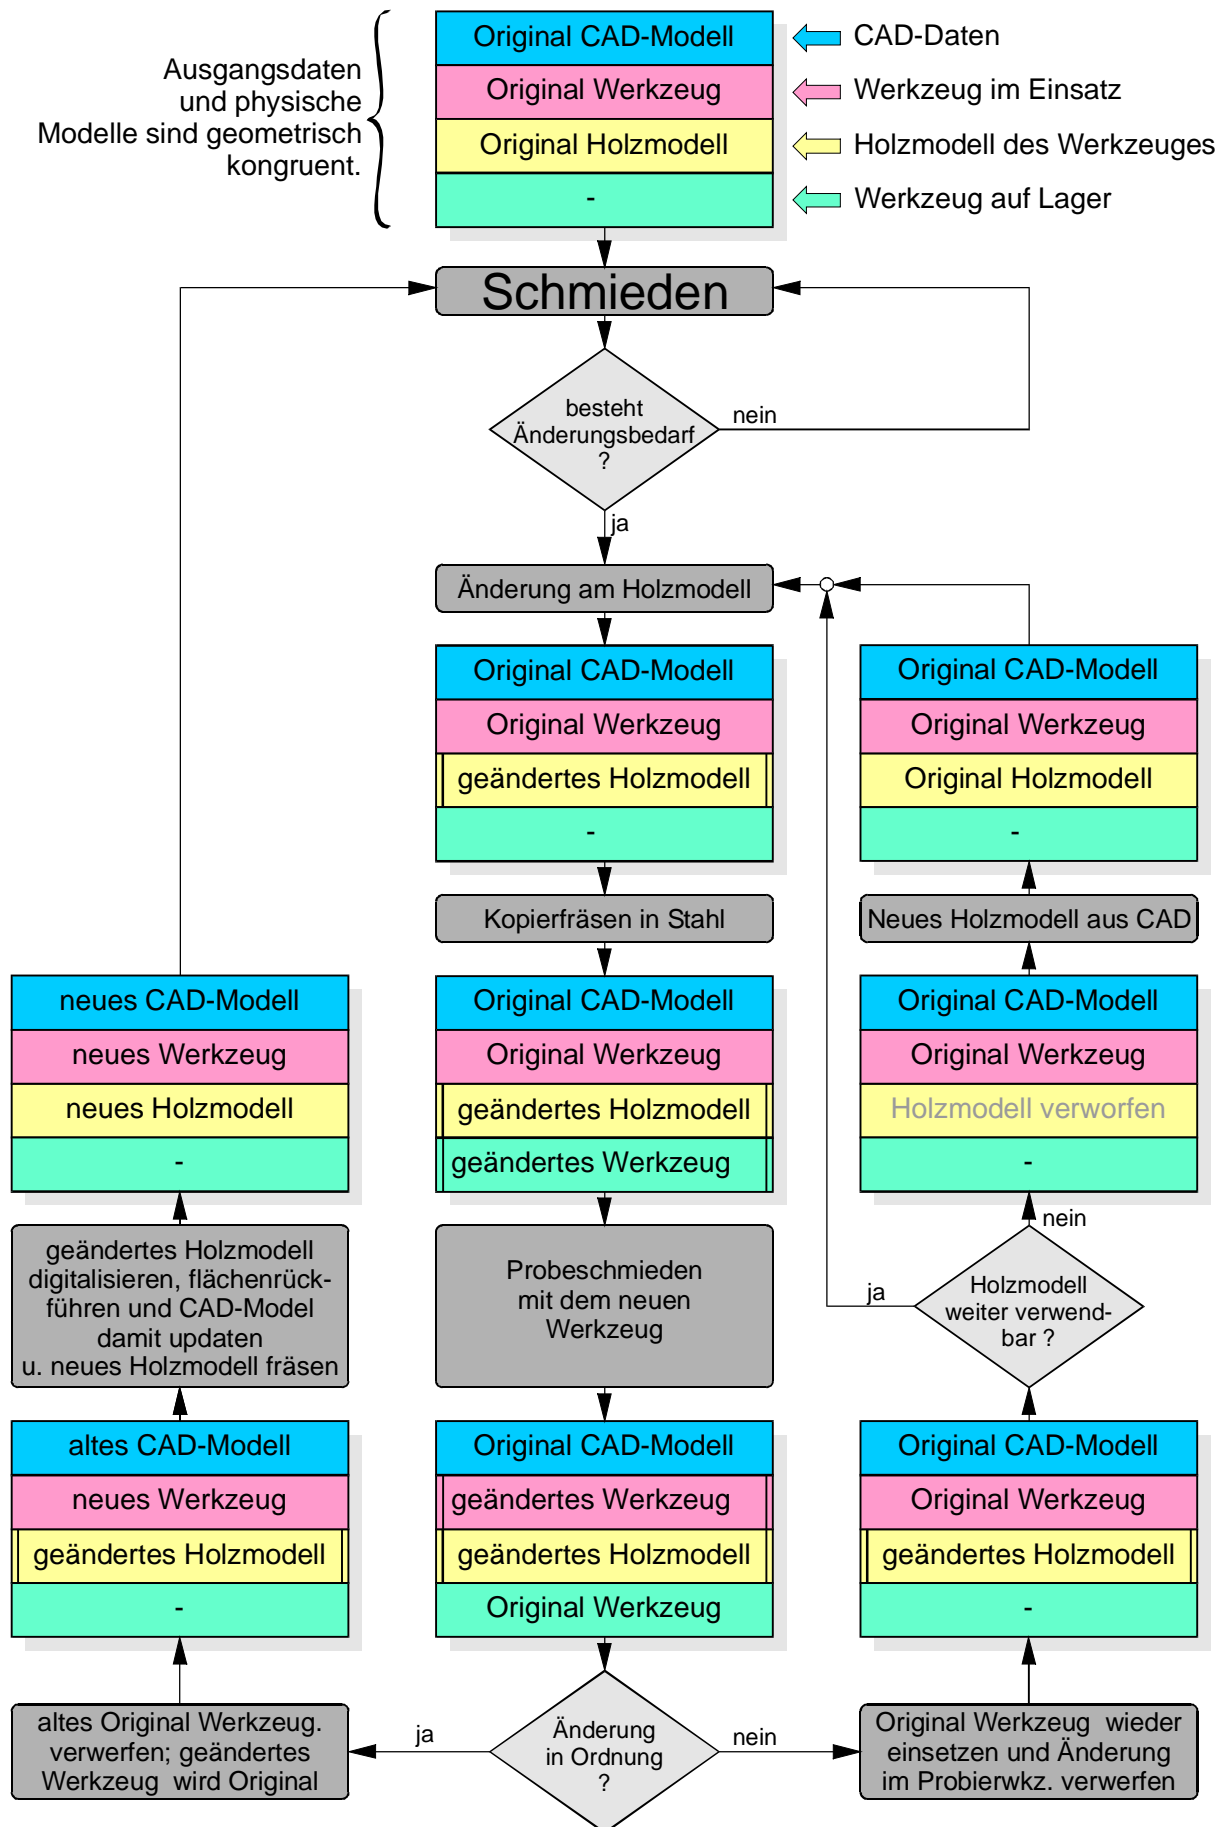 Ausgangsdaten
und physische
Modelle sind geometrisch
kongruent.
Original CAD-Modell
Original Werkzeug
Original Holzmodell
-
CAD-Daten
Werkzeug im Einsatz
Holzmodell des Werkzeuges
Werkzeug auf Lager
Schmieden
besteht
Änderungsbedarf
?
nein
ja
Änderung am Holzmodell
Original CAD-Modell
Original Werkzeug
geändertes Holzmodell
-
Kopierfräsen in Stahl
Original CAD-Modell
Original Werkzeug
geändertes Holzmodell
geändertes Werkzeug
Probeschmieden
mit dem neuen
Werkzeug
Original CAD-Modell
geändertes Werkzeug
geändertes Holzmodell
Original Werkzeug
Änderung
in Ordnung
?
ja
nein
altes Original Werkzeug.
verwerfen; geändertes
Werkzeug wird Original
altes CAD-Modell
neues Werkzeug
geändertes Holzmodell
-
geändertes Holzmodell
digitalisieren, flächenrück-
führen und CAD-Model
damit updaten
u. neues Holzmodell fräsen
neues CAD-Modell
neues Werkzeug
neues Holzmodell
-
Original Werkzeug wieder
einsetzen und Änderung
im Probierwkz. verwerfen
Original CAD-Modell
Original Werkzeug
geändertes Holzmodell
-
Holzmodell
weiter verwend-
bar ?
ja
nein
Original CAD-Modell
Original Werkzeug
Holzmodell verworfen
-
Neues Holzmodell aus CAD
Original CAD-Modell
Original Werkzeug
Original Holzmodell
-